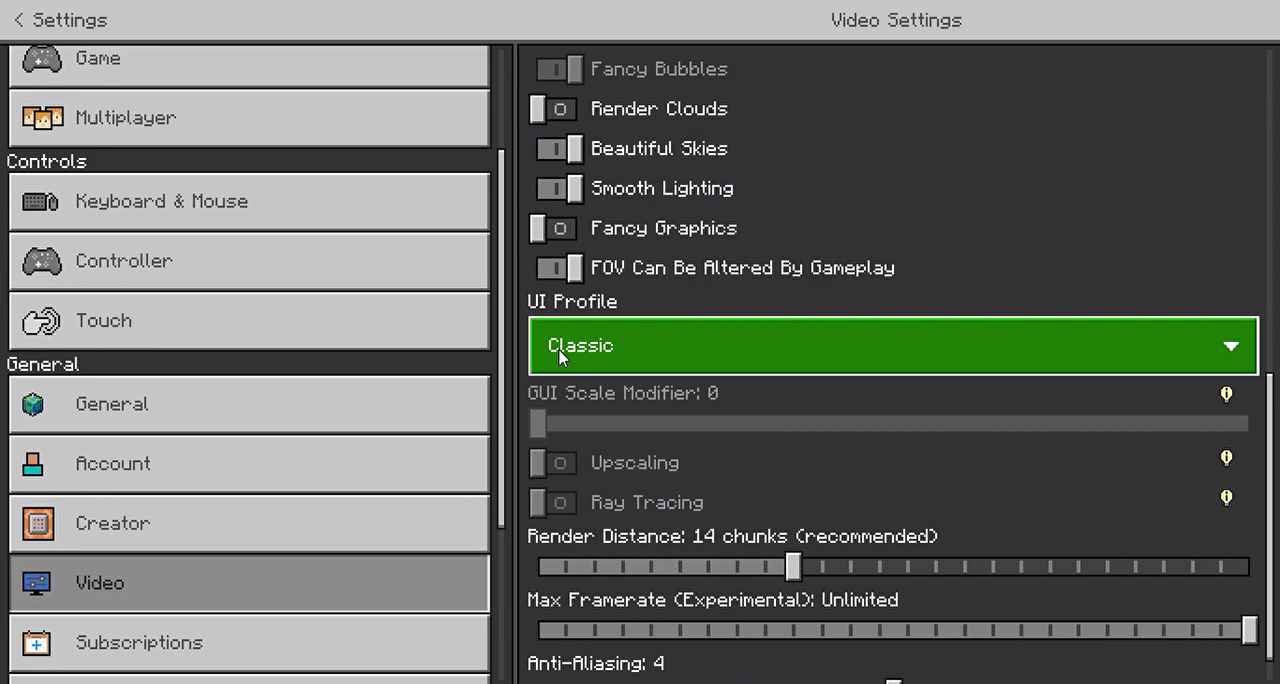 Settings
Video Settings
Game
Multiplayer
Controls
Keyboard & Mouse
Controller
Touch
General
General
Account
Creator
Video
Subscriptions
Fancy Bubbles
Render Clouds
Beautiful Skies
Smooth Lighting
Fancy Graphics
FOV Can Be Altered By Gameplay
UI Profile
Classic
GUI Scale Modifier: 0
Upscaling
Ray Tracing
Render Distance: 14 chunks (recommended)
Max Framerate (Experimental): Unlimited
Anti-Aliasing: 4